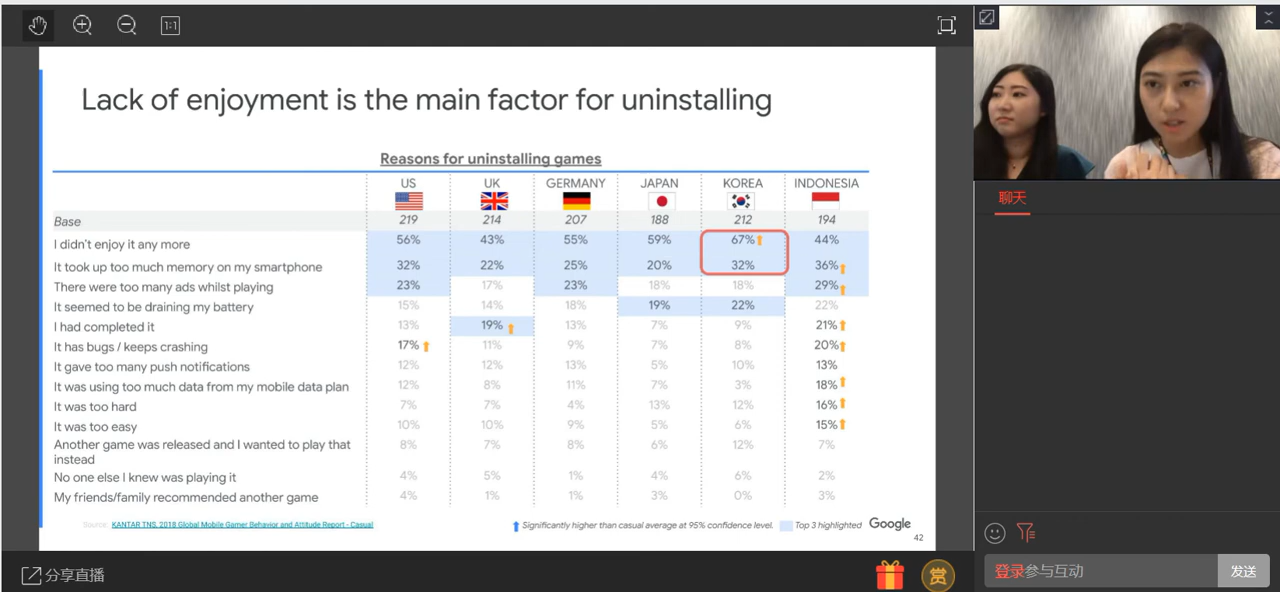 1:1
Lack of enjoyment is the main factor for uninstalling
Reasons for uninstalling games
US UK GERMANY JAPAN KOREA INDONESIA
Base 219 214 207 188 212 194
I didn't enjoy it any more 56% 43% 55% 59% 67% 44%
It took up too much memory on my smartphone 32% 22% 25% 20% 32% 36%
There were too many ads whilst playing 23% 17% 23% 18% 18% 29%
It seemed to be draining my battery 15% 14% 18% 19% 22% 22%
I had completed it 13% 19% 13% 7% 9% 21%
It has bugs / keeps crashing 17% 11% 9% 7% 8% 20%
It gave too many push notifications 12% 12% 13% 5% 10% 13%
It was using too much data from my mobile data plan 12% 8% 11% 7% 3% 18%
It was too hard 7% 7% 4% 13% 12% 16%
It was too easy 10% 10% 9% 5% 6% 15%
Another game was released and I wanted to play that 8% 7% 8% 6% 12% 7%
instead
No one else I knew was playing it 4% 5% 1% 4% 6% 2%
My friends/family recommended another game 4% 1% 1% 3% 0% 3%
Source: KANTAR TNS, 2018 Global Mobile Gamer Behavior and Attitude Report - Casual
Significantly higher than casual average at 95% confidence level. Top 3 highlighted Google
42
分享直播
赏
聊天
登录参与互动
发送